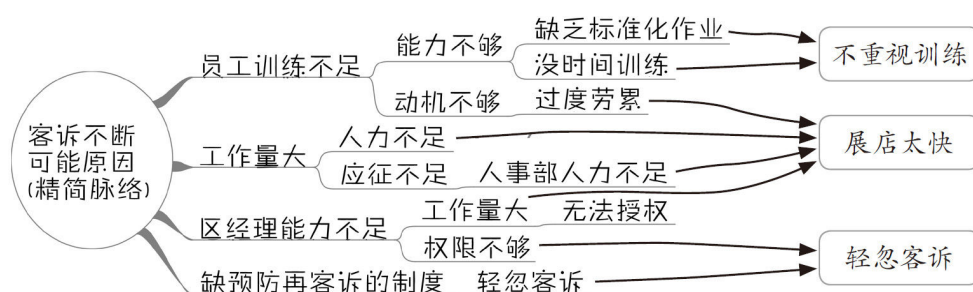 缺乏标准化作业
能力不够
不重视训练
员工训练不足
没时间训练
动机不够
过度劳累
客诉不断
可能原因
(精简脉络)
人力不足
展店太快
工作量大
应征不足
人事部人力不足
工作量大
无法授权
区经理能力不足
权限不够
轻忽客诉
缺预防再客诉的制度
轻忽客诉